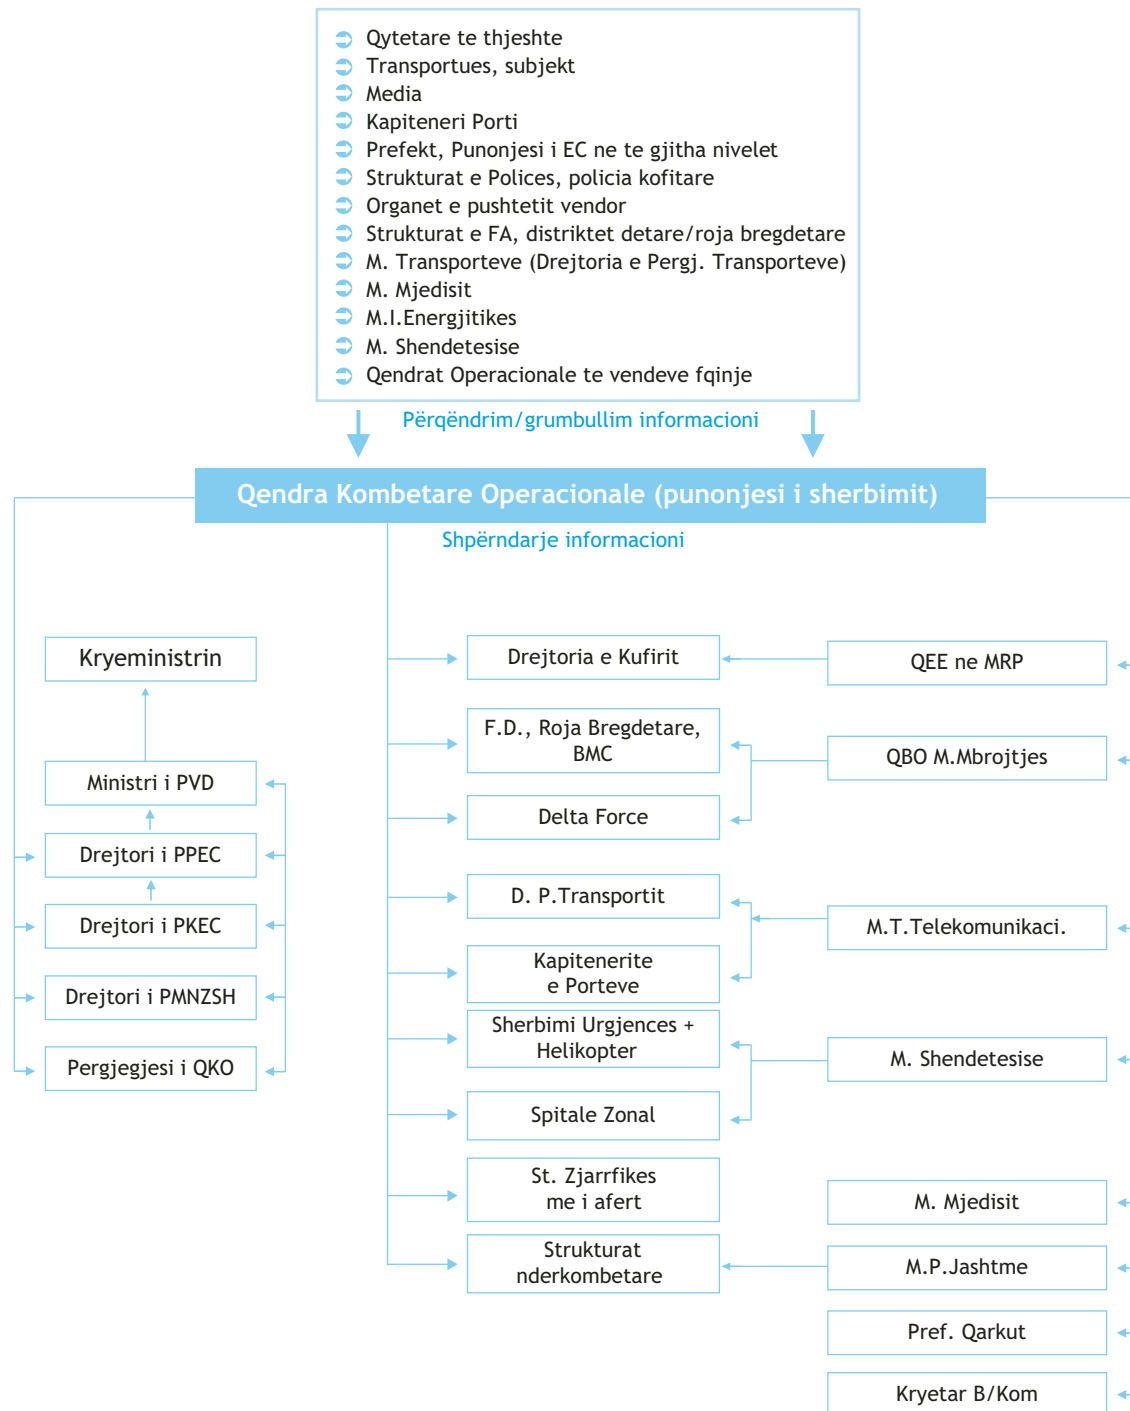 Qytetare te thjeshte
Transportues, subjekt
Media
Kapiteneri Porti
Prefekt, Punonjesi i EC ne te gjitha nivelet
Strukturat e Polices, policia kofitare
Organet e pushtetit vendor
Strukturat e FA, distriktet detare/roja bregdetare
M. Transporteve (Drejtoria e Pergj. Transporteve)
M. Mjedisit
M.I.Energjitikes
M. Shendetesise
Qendrat Operacionale te vendeve fqinje
Përqëndrim/grumbullim informacioni
Qendra Kombetare Operacionale (punonjesi i sherbimit)
Shpërndarje informacioni
Kryeministrin
Ministri i PVD
Drejtori i PPEC
Drejtori i PKEC
Drejtori i PMNZSH
Pergjegjesi i QKO
Drejtoria e Kufirit
F.D., Roja Bregdetare,
BMC
Delta Force
D. P.Transportit
Kapitenerite
e Porteve
Sherbimi Urgjences +
Helikopter
Spitale Zonal
St. Zjarrfikes
me i afert
Strukturat
nderkombetare
QEE ne MRP
QBO M.Mbrojtjes
M.T.Telekomunikaci.
M. Shendetesise
M. Mjedisit
M.P.Jashtme
Pref. Qarkut
Kryetar B/Kom